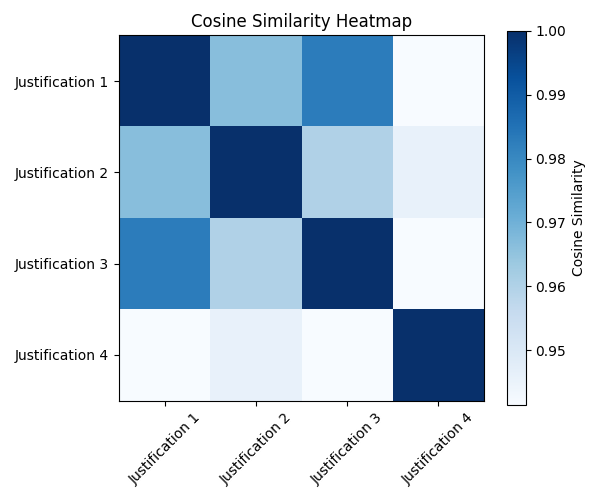 Cosine Similarity Heatmap
Justification 1
Justification 2
Justification 3
Justification 4
Justification 1
Justification 2
Justification 3
Justification 4
1.00
0.99
0.98
0.97
0.96
0.95
Cosine Similarity